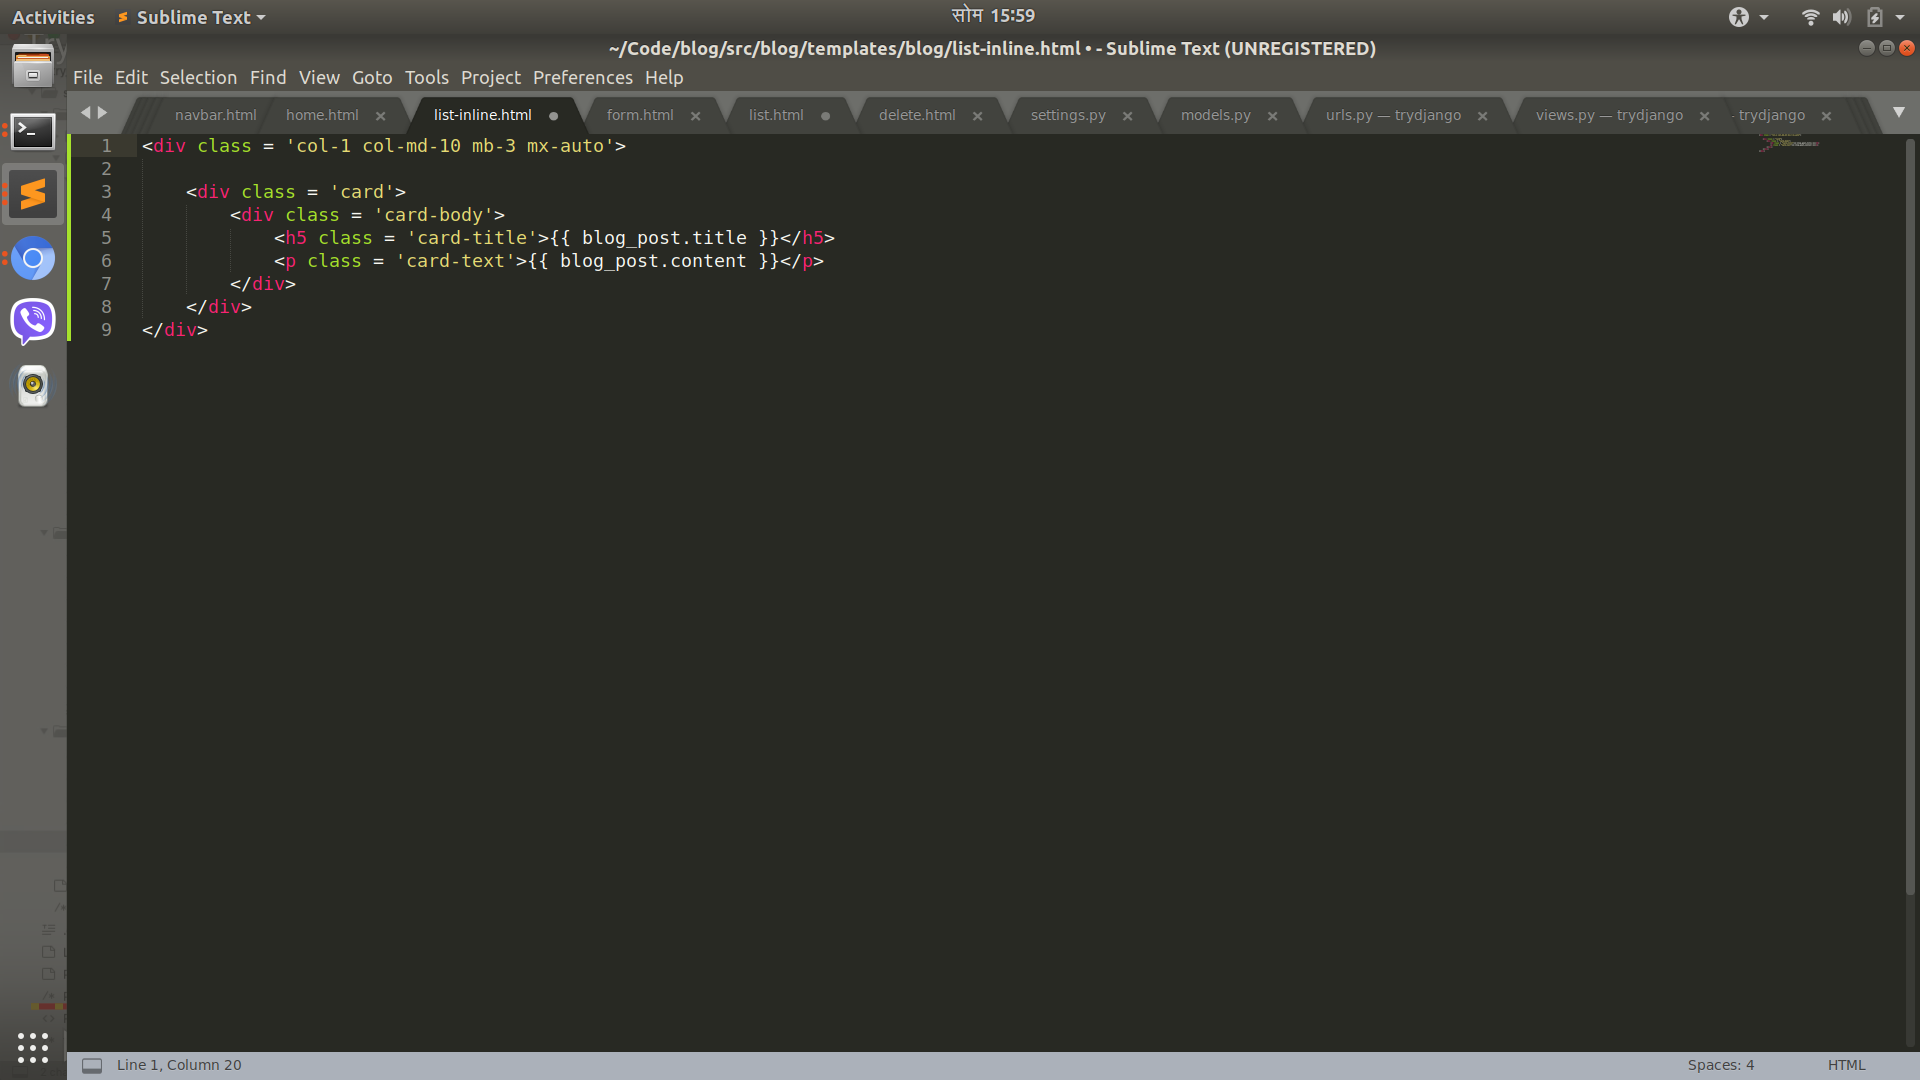 Activities Sublime Text सोम 15:59
~/Code/blog/src/blog/templates/blog/list-inline.html • - Sublime Text (UNREGISTERED)
File Edit Selection Find View Goto Tools Project Preferences Help
navbar.html home.html list-inline.html form.html list.html delete.html settings.py models.py urls.py — trydjango views.py — trydjango - trydjango
1 <div class = 'col-1 col-md-10 mb-3 mx-auto'>
2
3 <div class = 'card'>
4 <div class = 'card-body'>
5 <h5 class = 'card-title'>{{ blog_post.title }}</h5>
6 <p class = 'card-text'>{{ blog_post.content }}</p>
7 </div>
8 </div>
9 </div>
Line 1, Column 20 Spaces: 4 HTML